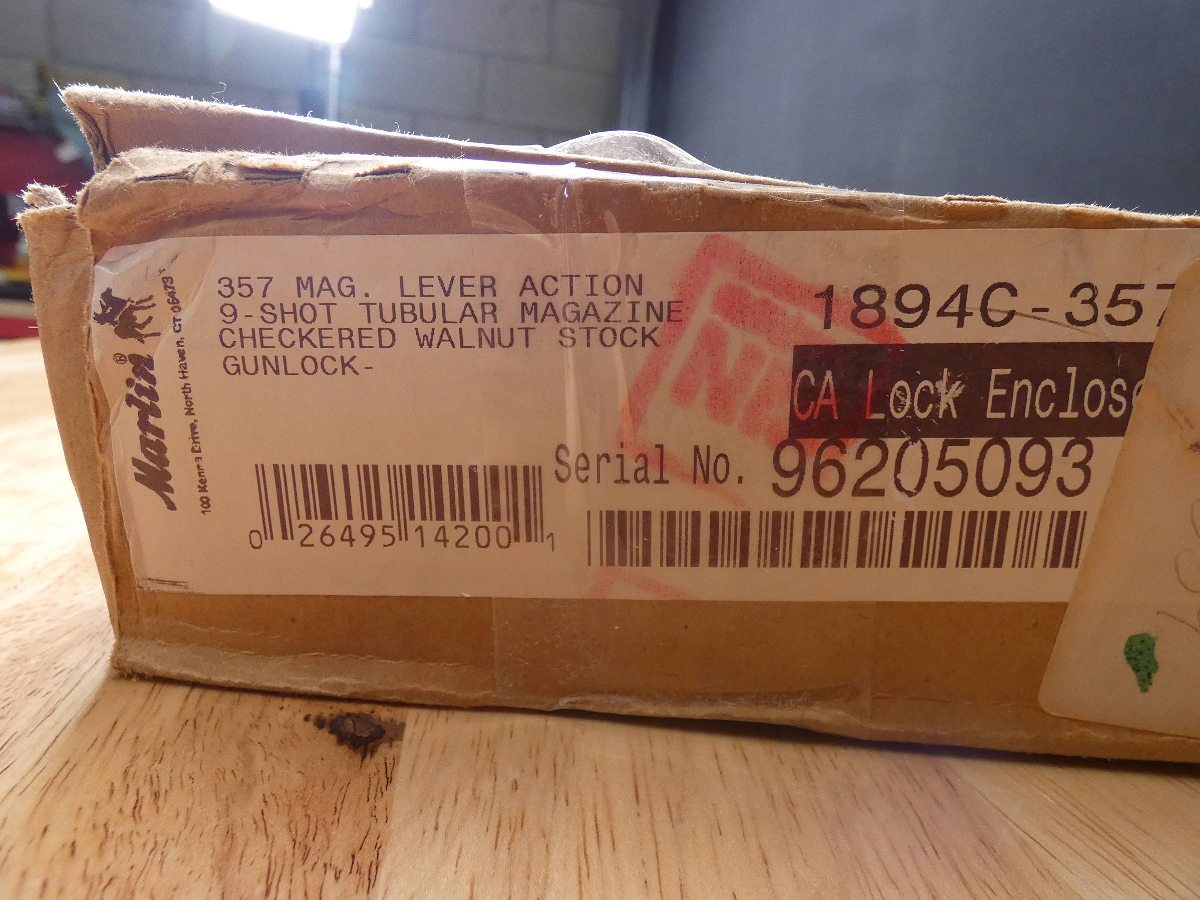 Marlin®
100 Kenna Drive, North Haven, CT 06473
357 MAG. LEVER ACTION
9-SHOT TUBULAR MAGAZINE
CHECKERED WALNUT STOCK
GUNLOCK-
1894C-357
CA Lock Enclose
Serial No. 96205093
0 26495 14200 1